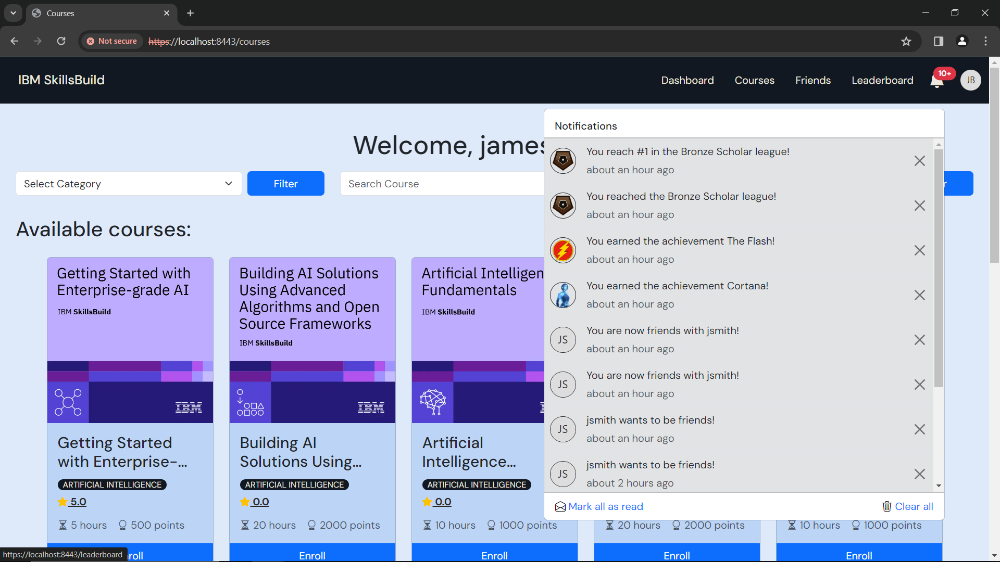 Courses
Not secure
https://localhost:8443/courses
IBM SkillsBuild
Dashboard
Courses
Friends
Leaderboard
10+
JB
Welcome, james
Select Category
Filter
Search Course
r
Available courses:
Getting Started with
Enterprise-grade AI
IBM SkillsBuild
IBM
Getting Started
with Enterprise-...
ARTIFICIAL INTELLIGENCE
5.0
5 hours
500 points
roll
Building AI Solutions
Using Advanced
Algorithms and Open
Source Frameworks
IBM SkillsBuild
IBM
Building AI
Solutions Using...
ARTIFICIAL INTELLIGENCE
0.0
20 hours
2000 points
Enroll
Artificial Intelligen
Fundamentals
IBM SkillsBuild
Artificial
Intelligence...
ARTIFICIAL INTELLIGENCE
0.0
10 hours
1000 points
Enroll
20 hours
2000 points
Enroll
10 hours
1000 points
Enroll
Notifications
You reach #1 in the Bronze Scholar league!
about an hour ago
You reached the Bronze Scholar league!
about an hour ago
You earned the achievement The Flash!
about an hour ago
You earned the achievement Cortana!
about an hour ago
JS
You are now friends with jsmith!
about an hour ago
JS
You are now friends with jsmith!
about an hour ago
JS
jsmith wants to be friends!
about an hour ago
JS
jsmith wants to be friends!
about 2 hours ago
Mark all as read
Clear all
https://localhost:8443/leaderboard